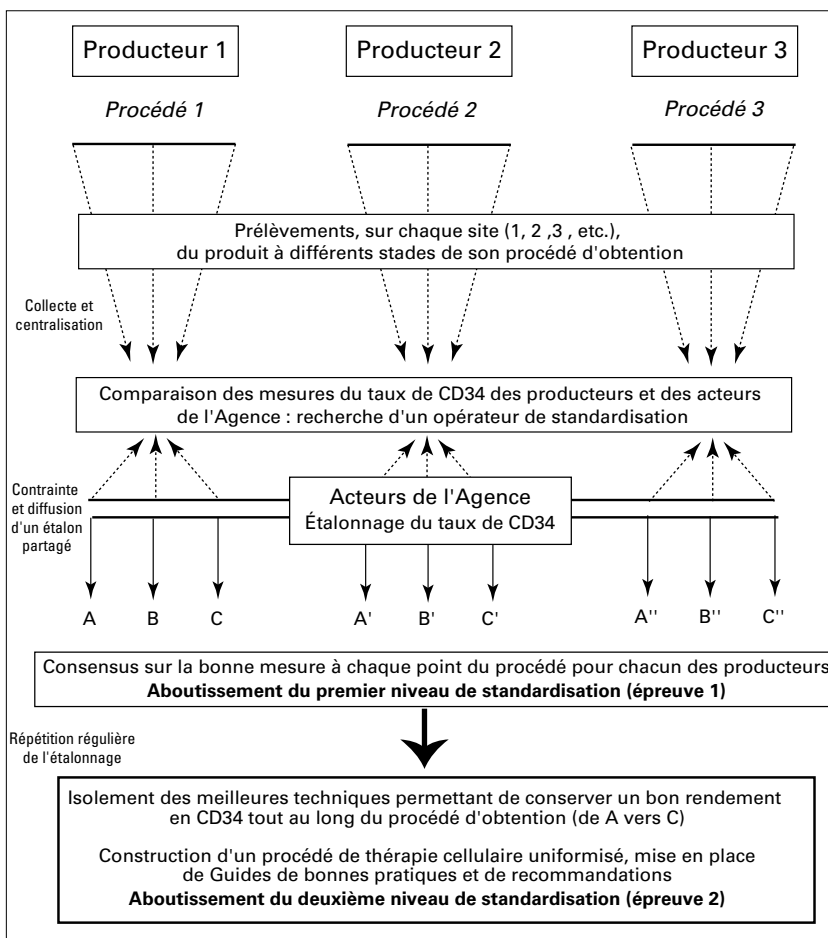 Producteur 1
Producteur 2
Producteur 3
Procédé 1
Procédé 2
Procédé 3
Prélèvements, sur chaque site (1, 2 ,3 , etc.),
du produit à différents stades de son procédé d'obtention
Collecte et
centralisation
Comparaison des mesures du taux de CD34 des producteurs et des acteurs
de l'Agence : recherche d'un opérateur de standardisation
Contrainte
et diffusion
d'un étalon
partagé
Acteurs de l'Agence
Étalonnage du taux de CD34
A B C A' B' C' A'' B'' C''
Consensus sur la bonne mesure à chaque point du procédé pour chacun des producteurs
Aboutissement du premier niveau de standardisation (épreuve 1)
Répétition régulière
de l'étalonnage
Isolement des meilleures techniques permettant de conserver un bon rendement
en CD34 tout au long du procédé d'obtention (de A vers C)
Construction d'un procédé de thérapie cellulaire uniformisé, mise en place
de Guides de bonnes pratiques et de recommandations
Aboutissement du deuxième niveau de standardisation (épreuve 2)